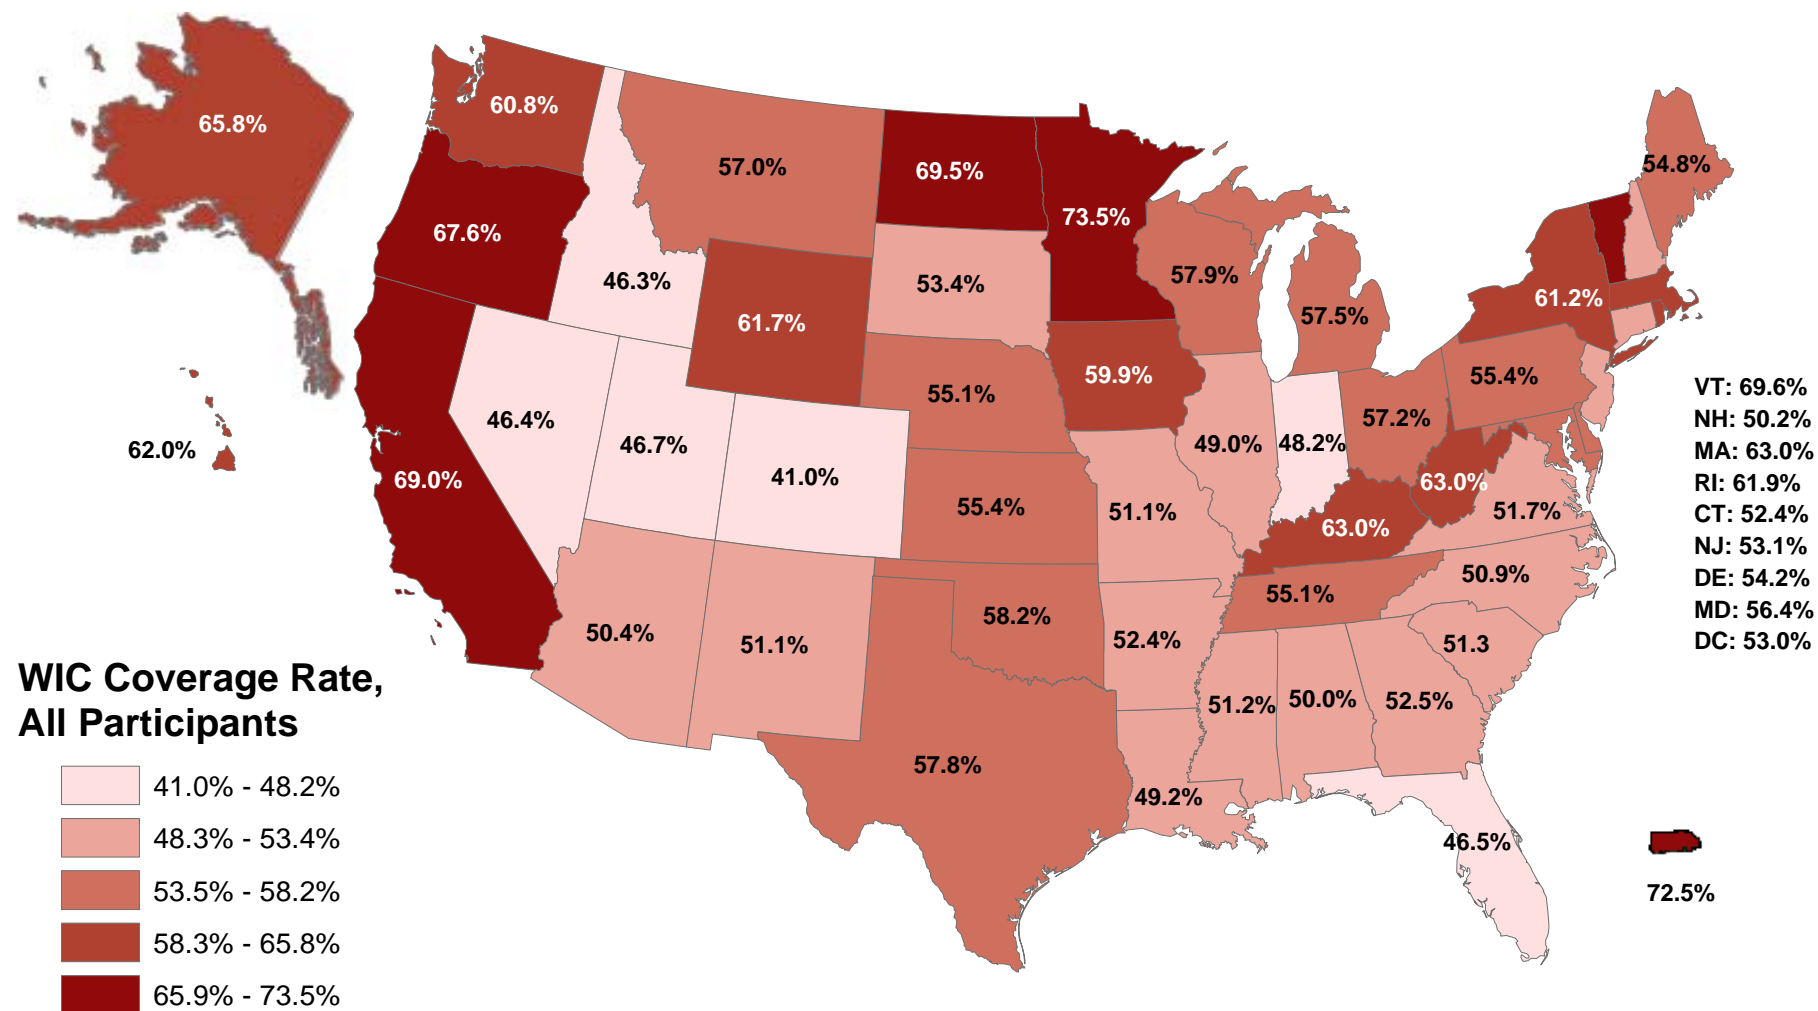 65.8%
60.8%
57.0%
69.5%
73.5%
54.8%
67.6%
46.3%
53.4%
57.9%
61.2%
61.7%
57.5%
59.9%
55.4%
55.1%
57.2%
46.4%
46.7%
41.0%
49.0%
48.2%
62.0%
69.0%
55.4%
51.1%
63.0%
51.7%
63.0%
50.9%
50.4%
51.1%
58.2%
52.4%
55.1%
51.3
51.2%
50.0%
52.5%
57.8%
49.2%
46.5%
72.5%
VT: 69.6%
NH: 50.2%
MA: 63.0%
RI: 61.9%
CT: 52.4%
NJ: 53.1%
DE: 54.2%
MD: 56.4%
DC: 53.0%
WIC Coverage Rate,
All Participants
41.0% - 48.2%
48.3% - 53.4%
53.5% - 58.2%
58.3% - 65.8%
65.9% - 73.5%